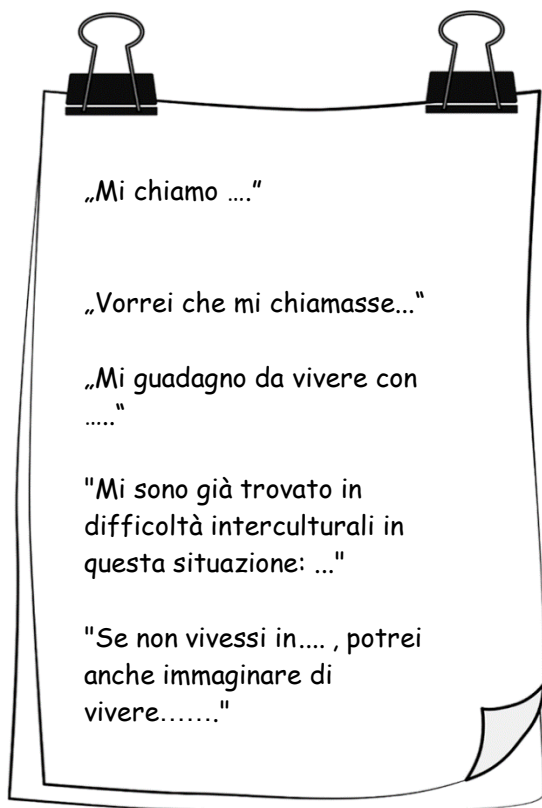 „Mi chiamo ....”
„Vorrei che mi chiamasse...“
„Mi guadagno da vivere con
.....“
"Mi sono già trovato in
difficoltà interculturali in
questa situazione: ..."
"Se non vivessi in.... , potrei
anche immaginare di
vivere......."